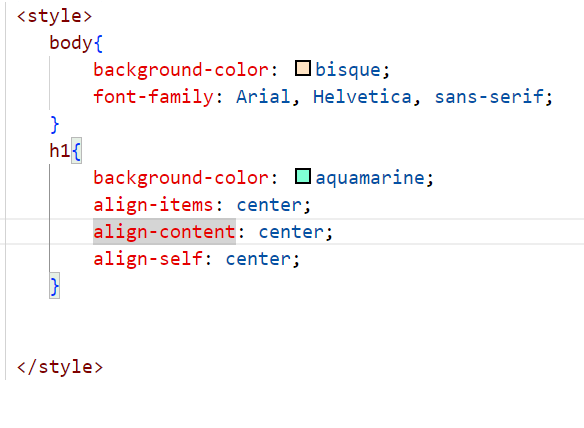 <style>
body{
background-color: bisque;
font-family: Arial, Helvetica, sans-serif;
}
h1{
background-color: aquamarine;
align-items: center;
align-content: center;
align-self: center;
}
</style>